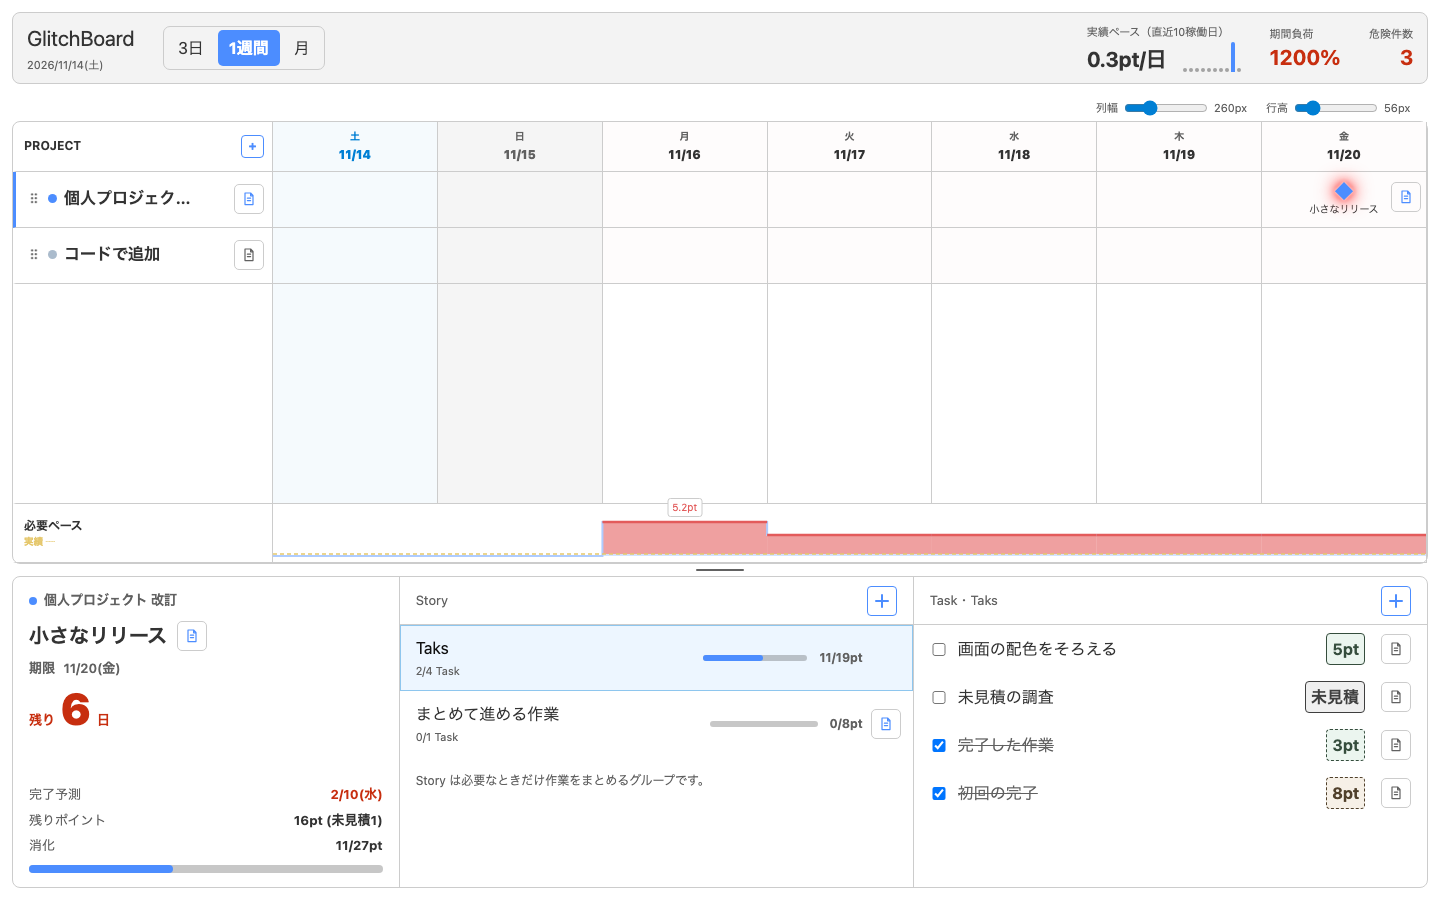 GlitchBoard
2026/11/14(土)
3日 1週間 月
実績ペース（直近10稼働日）
0.3pt/日
期間負荷
1200%
危険件数
3
列幅 260px 行高 56px
PROJECT +
土 11/14
日 11/15
月 11/16
火 11/17
水 11/18
木 11/19
金 11/20
個人プロジェク...
小さなリリース
コードで追加
必要ペース
実績 —
5.2pt
個人プロジェクト 改訂
小さなリリース
期限 11/20(金)
残り 6 日
完了予測 2/10(水)
残りポイント 16pt (未見積1)
消化 11/27pt
Story +
Taks
2/4 Task
11/19pt
まとめて進める作業
0/1 Task
0/8pt
Story は必要なときだけ作業をまとめるグループです。
Task・Taks +
画面の配色をそろえる 5pt
未見積の調査 未見積
完了した作業 3pt
初回の完了 8pt